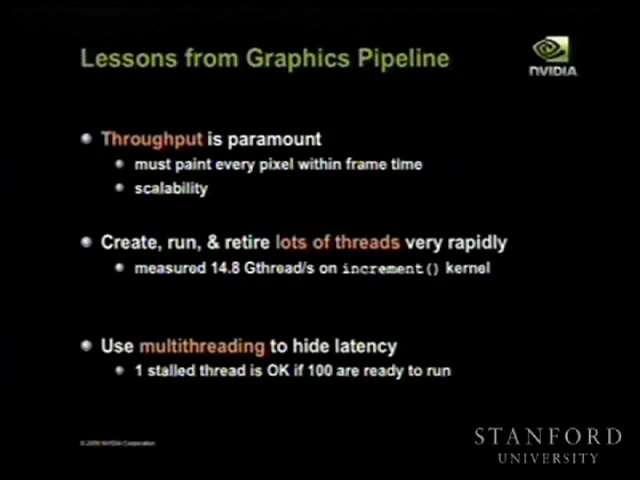 Lessons from Graphics Pipeline
NVIDIA
Throughput is paramount
must paint every pixel within frame time
scalability
Create, run, & retire lots of threads very rapidly
measured 14.8 Gthread/s on increment() kernel
Use multithreading to hide latency
1 stalled thread is OK if 100 are ready to run
NVIDIA Corporation
STANFORD
UNIVERSITY